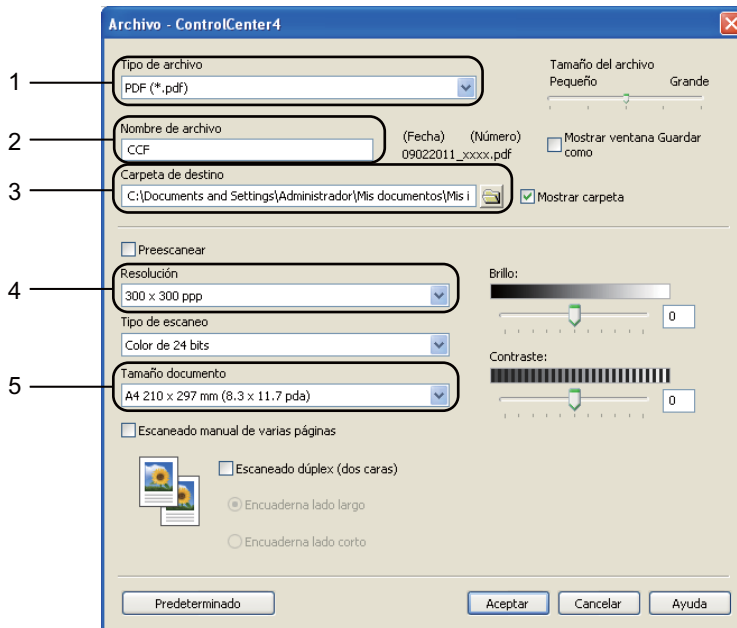 Archivo - ControlCenter4
1
Tipo de archivo
PDF (*.pdf)
Tamaño del archivo
Pequeño Grande
2
Nombre de archivo
CCF
(Fecha) (Número)
09022011_xxxx.pdf
Mostrar ventana Guardar
como
3
Carpeta de destino
C:\Documents and Settings\Administrador\Mis documentos\Mis i
Mostrar carpeta
Preescanear
4
Resolución
300 x 300 ppp
Brillo:
0
Tipo de escaneo
Color de 24 bits
Contraste:
0
5
Tamaño documento
A4 210 x 297 mm (8.3 x 11.7 pda)
Escaneado manual de varias páginas
Escaneado dúplex (dos caras)
Encuaderna lado largo
Encuaderna lado corto
Predeterminado Aceptar Cancelar Ayuda